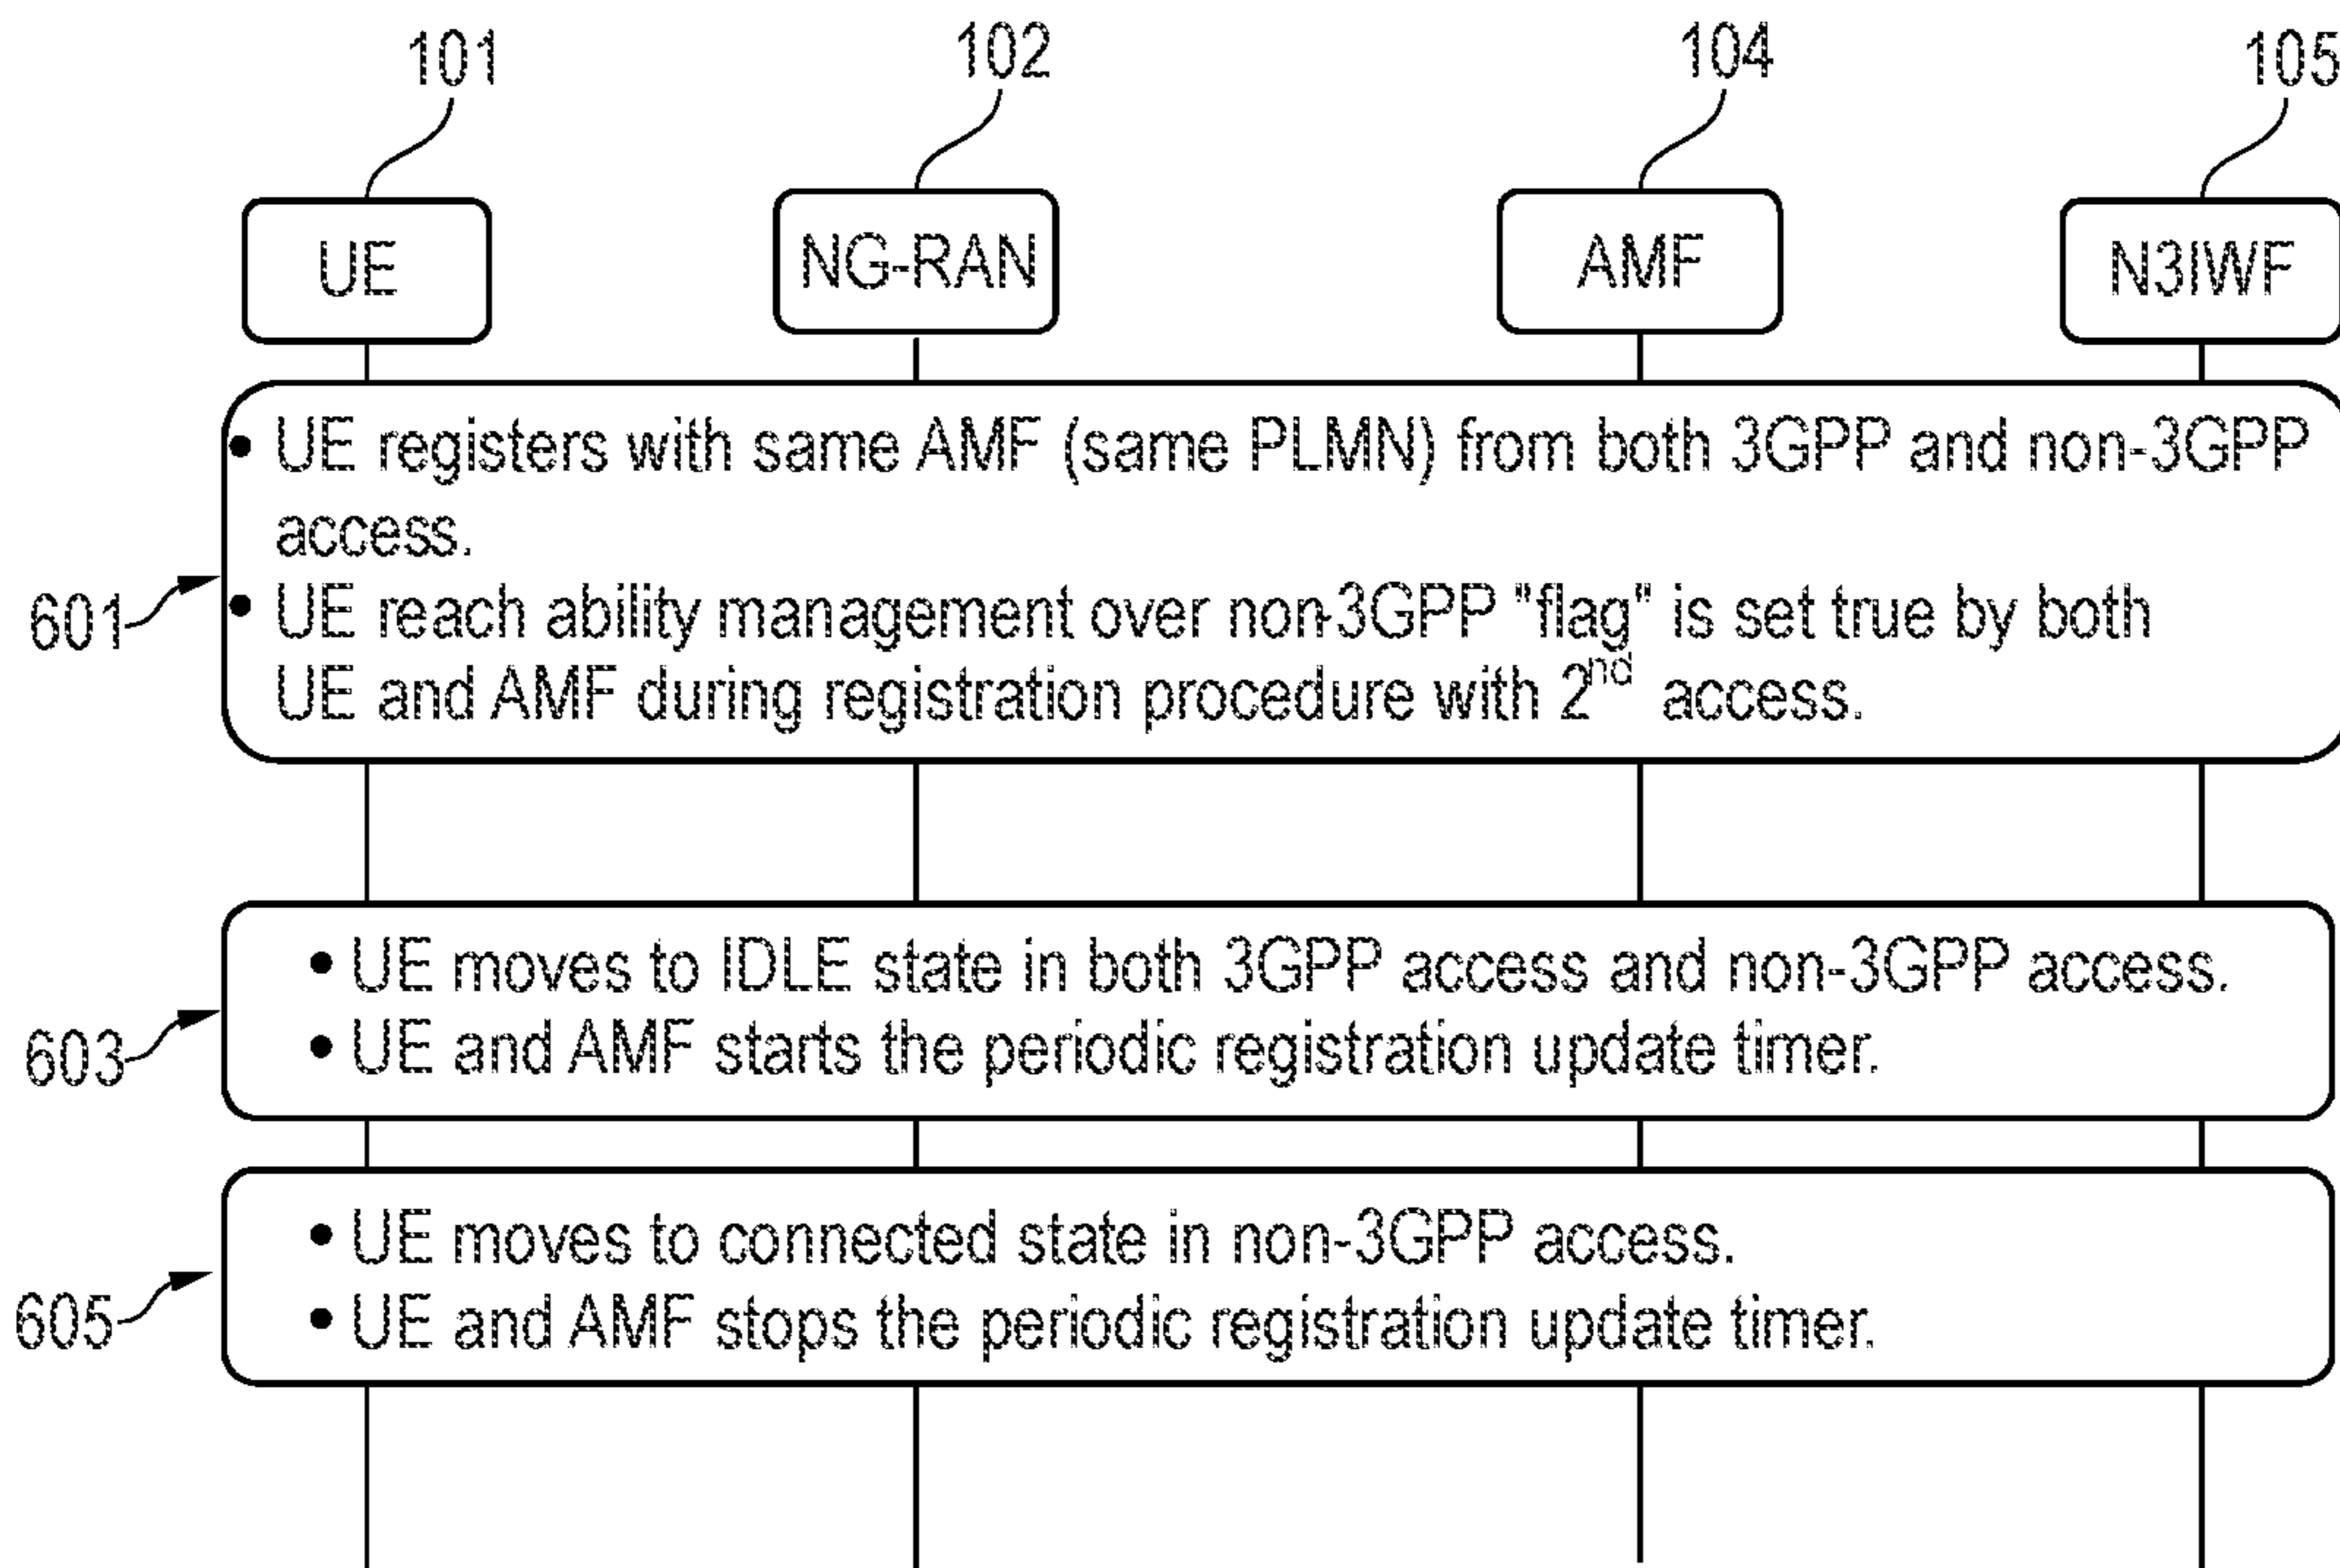 101 102 104 105
UE NG-RAN AMF N3IWF
• UE registers with same AMF (same PLMN) from both 3GPP and non-3GPP
access.
601
• UE reach ability management over non-3GPP "flag" is set true by both
UE and AMF during registration procedure with 2nd access.
• UE moves to IDLE state in both 3GPP access and non-3GPP access.
603
• UE and AMF starts the periodic registration update timer.
• UE moves to connected state in non-3GPP access.
605
• UE and AMF stops the periodic registration update timer.